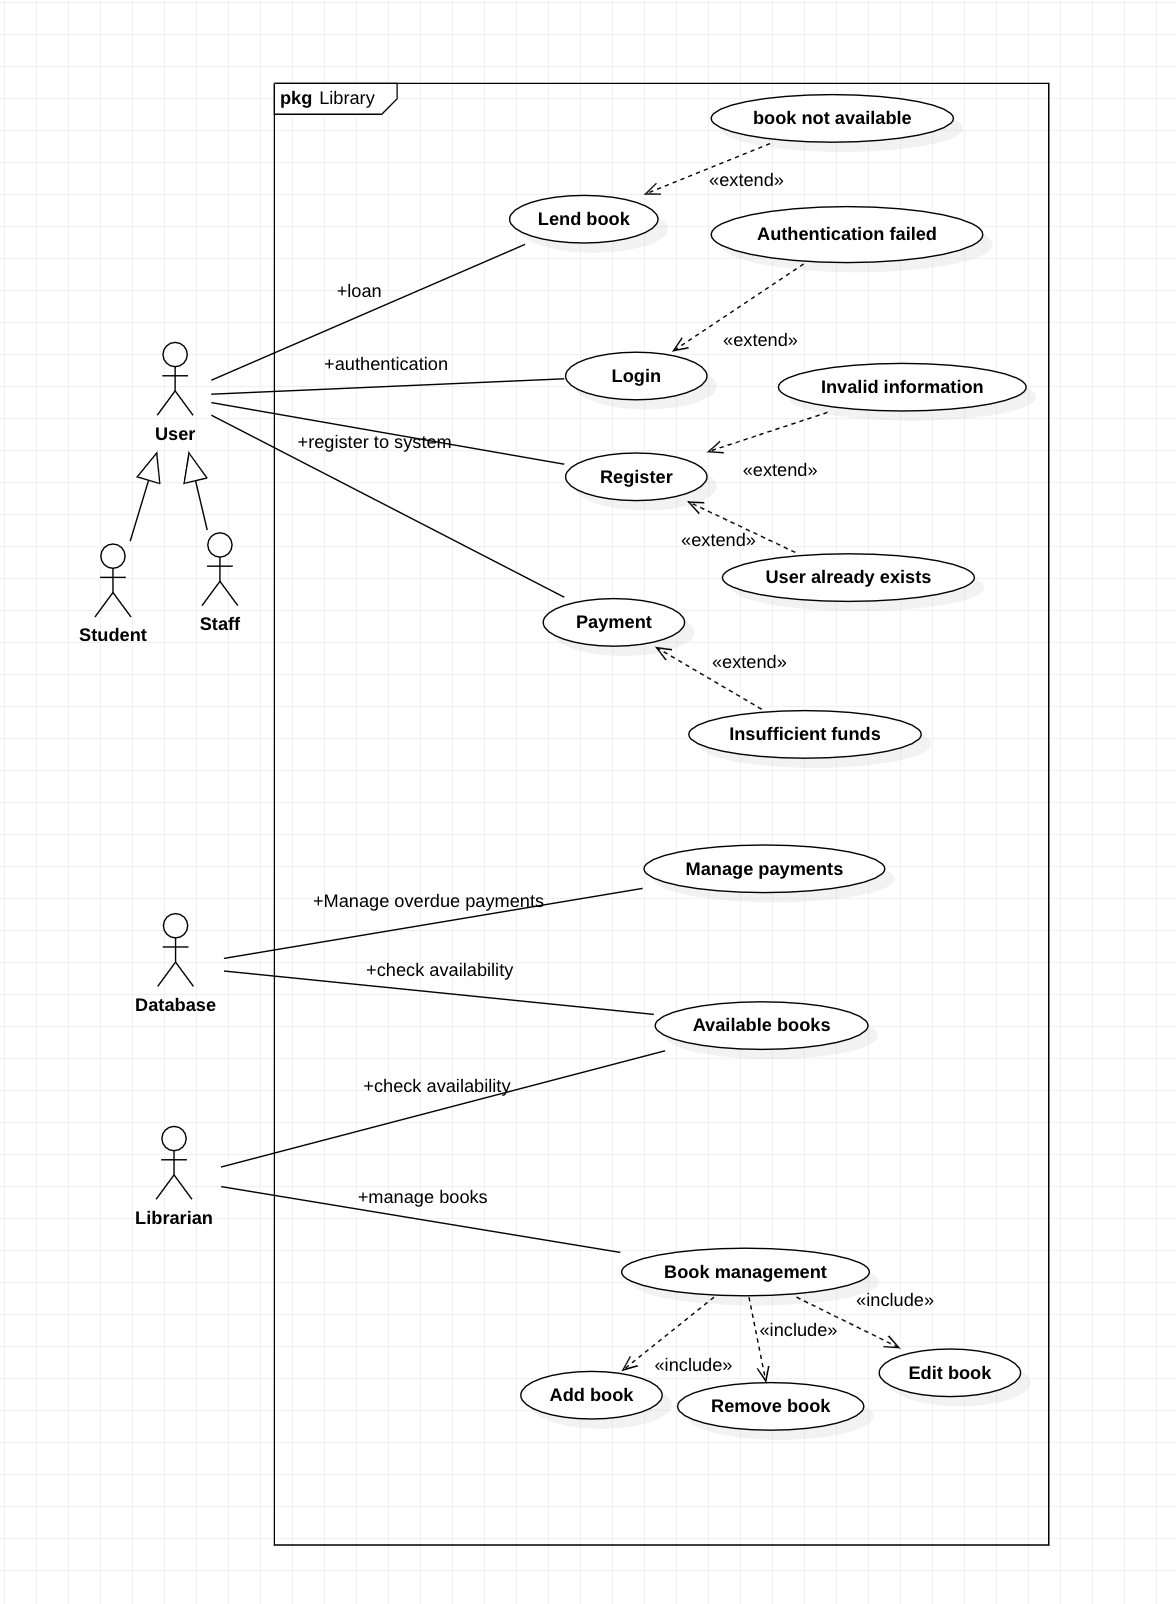 pkg Library
book not available
«extend»
Lend book
Authentication failed
+loan
«extend»
+authentication
Login
Invalid information
User
+register to system
«extend»
Register
«extend»
User already exists
Student
Staff
Payment
«extend»
Insufficient funds
Manage payments
+Manage overdue payments
+check availability
Database
Available books
+check availability
+manage books
Librarian
Book management
«include»
«include»
«include»
Edit book
Add book
Remove book